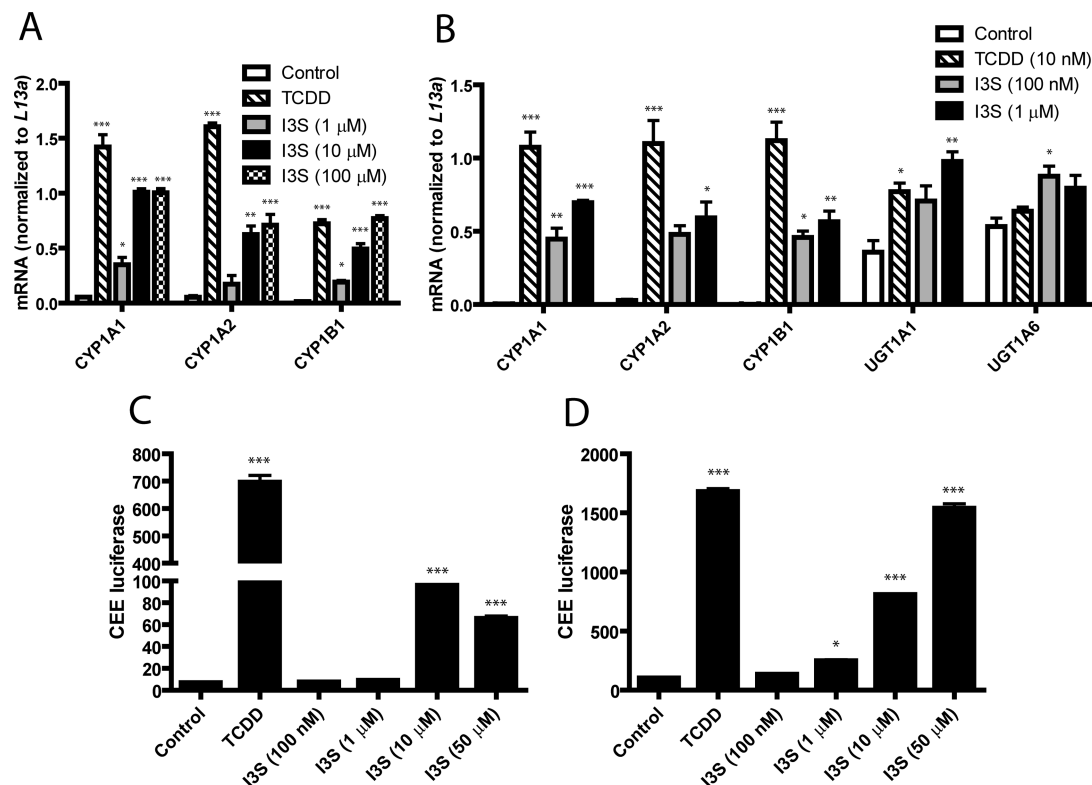 A
Control
TCDD
I3S (1 μM)
I3S (10 μM)
I3S (100 μM)
mRNA (normalized to L13a)
2.0
1.5
1.0
0.5
0.0
***
*
***
***
***
**
***
***
*
***
***
CYP1A1
CYP1A2
CYP1B1
B
Control
TCDD (10 nM)
I3S (100 nM)
I3S (1 μM)
mRNA (normalized to L13a)
1.5
1.0
0.5
0.0
***
**
***
***
*
***
*
**
*
**
*
CYP1A1
CYP1A2
CYP1B1
UGT1A1
UGT1A6
C
CEE luciferase
800
700
600
500
400
100
80
60
40
20
0
***
***
***
Control
TCDD
I3S (100 nM)
I3S (1 μM)
I3S (10 μM)
I3S (50 μM)
D
CEE luciferase
2000
1500
1000
500
0
***
*
***
***
Control
TCDD
I3S (100 nM)
I3S (1 μM)
I3S (10 μM)
I3S (50 μM)